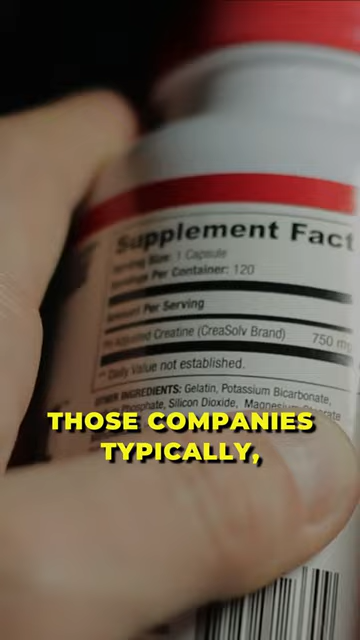 Supplement Fact
Serving Size: 1 Capsule
Servings Per Container: 120
Amount Per Serving
Adjusted Creatine (CreaSolv Brand) 750 mg
Daily Value not established.
OTHER INGREDIENTS: Gelatin, Potassium Bicarbonate,
Silicon Dioxide, Magnesium
THOSE COMPANIES
TYPICALLY,